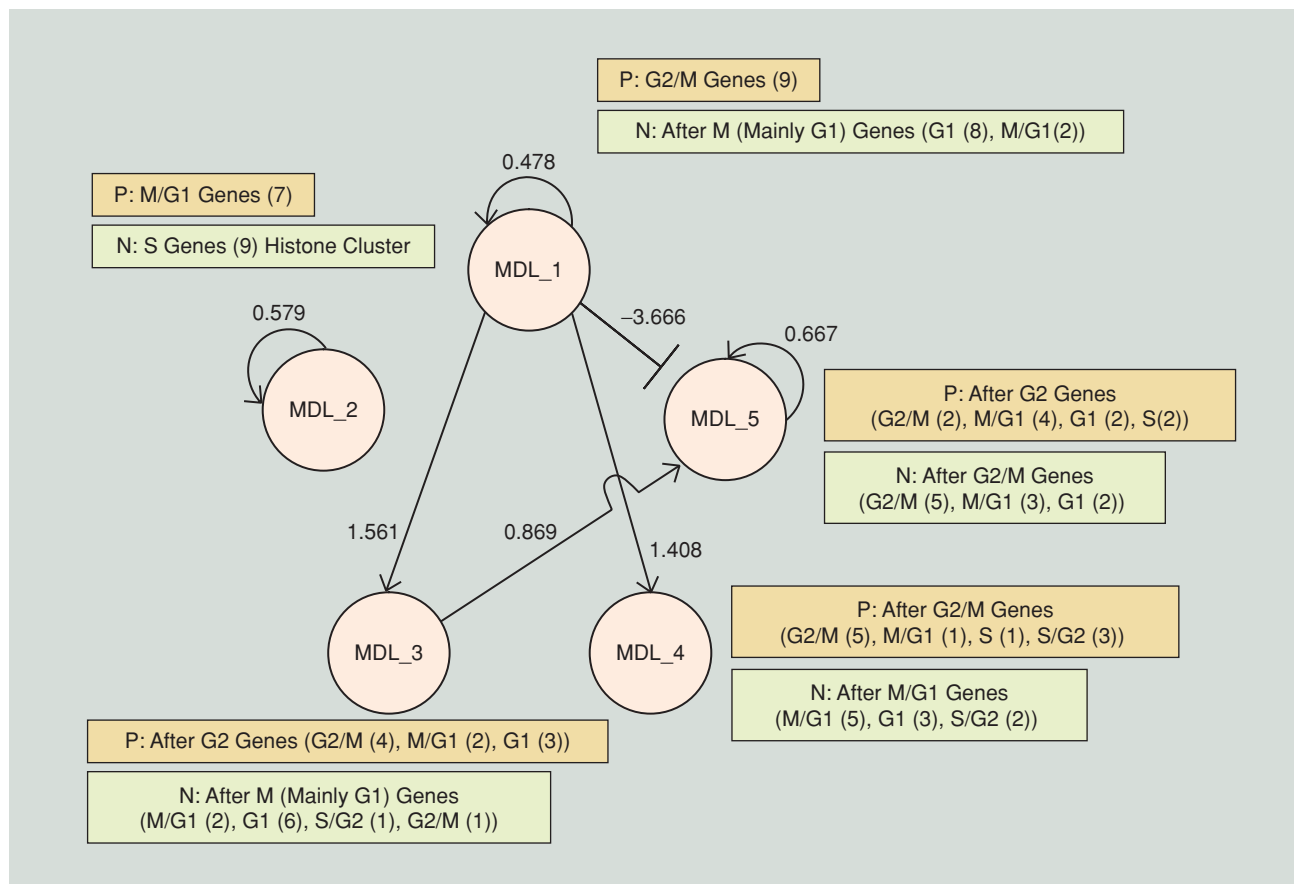 P: G2/M Genes (9)
N: After M (Mainly G1) Genes (G1 (8), M/G1(2))
0.478
P: M/G1 Genes (7)
N: S Genes (9) Histone Cluster
MDL_1
0.579
–3.666
0.667
MDL_2
MDL_5
P: After G2 Genes
(G2/M (2), M/G1 (4), G1 (2), S(2))
N: After G2/M Genes
(G2/M (5), M/G1 (3), G1 (2))
1.561
0.869
1.408
MDL_3
MDL_4
P: After G2/M Genes
(G2/M (5), M/G1 (1), S (1), S/G2 (3))
N: After M/G1 Genes
(M/G1 (5), G1 (3), S/G2 (2))
P: After G2 Genes (G2/M (4), M/G1 (2), G1 (3))
N: After M (Mainly G1) Genes
(M/G1 (2), G1 (6), S/G2 (1), G2/M (1))